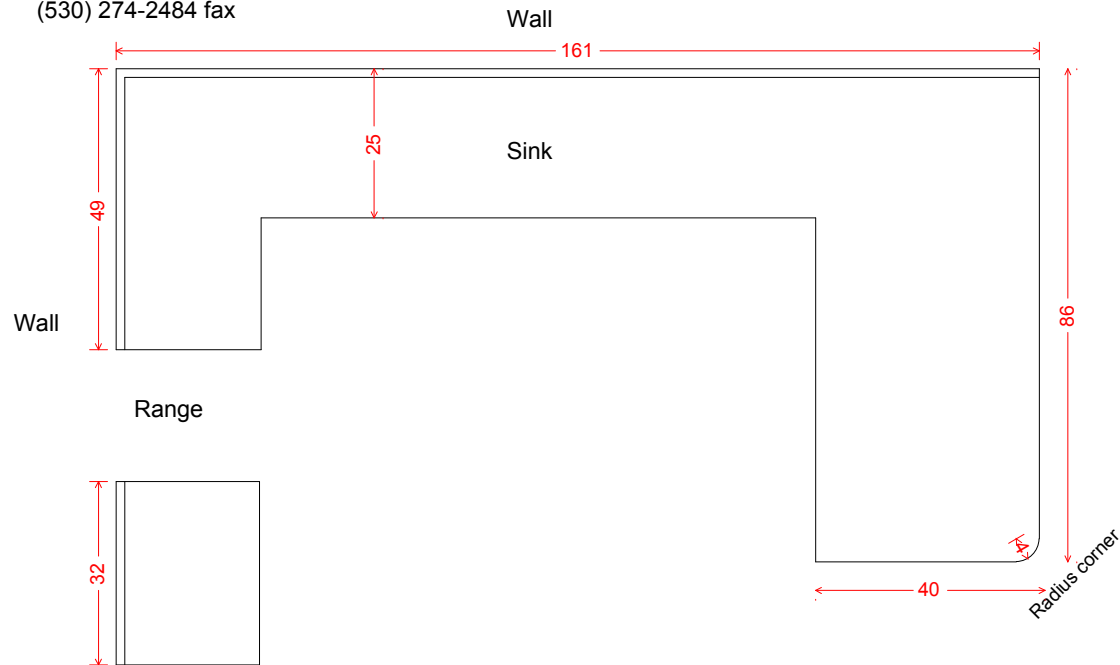 (530) 274-2484 fax
Wall
161
25
Sink
49
86
Wall
Range
4
Radius corner
32
40